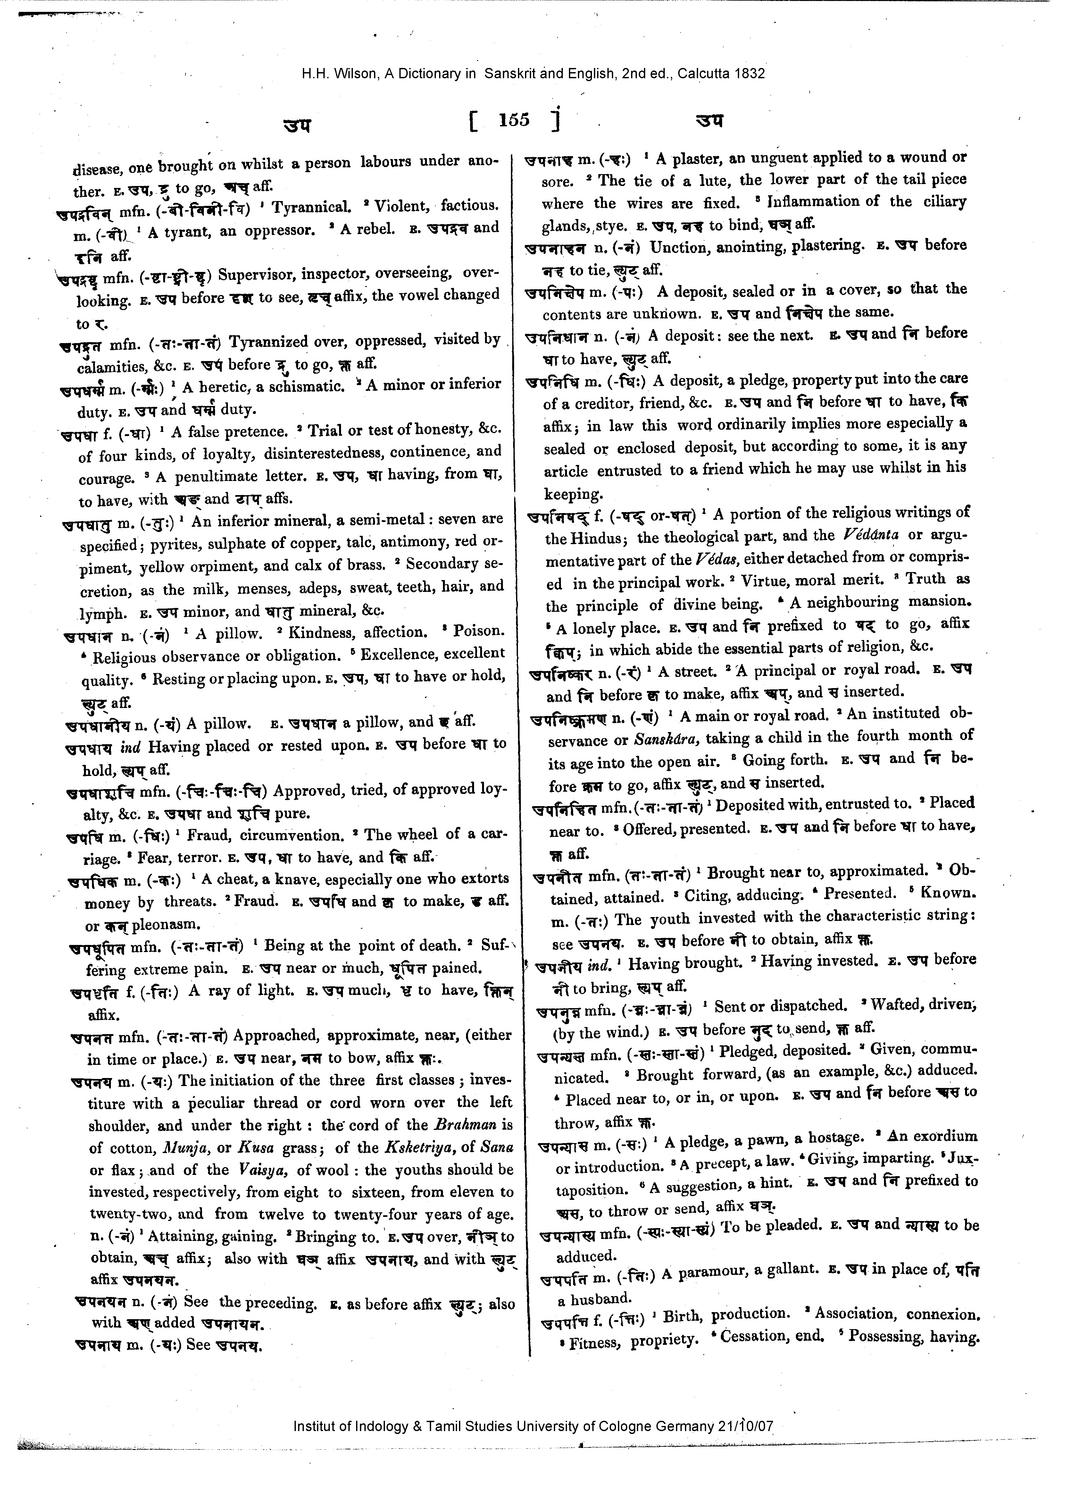 H.H. Wilson, A Dictionary in Sanskrit and English, 2nd ed., Calcutta 1832
उप [ 155 ] उप
disease, one brought on whilst a person labours under ano-
ther. E. उप, द्रु to go, अच् aff.
उपद्रविन् mfn. (-वी-विनी-वि) ¹ Tyrannical. ² Violent, factious.
m. (-वी) ¹ A tyrant, an oppressor. ² A rebel. E. उपद्रव and
इनि aff.
उपद्रष्टृ mfn. (-ष्टा-ष्ट्री-ष्टृ) Supervisor, inspector, overseeing, over-
looking. E. उप before दृश to see, तृच् affix, the vowel changed
to र.
उपद्रुत mfn. (-तः-ता-तं) Tyrannized over, oppressed, visited by
calamities, &c. E. उप before द्रु to go, क्त aff.
उपधर्म्म m. (-र्म्मः) ¹ A heretic, a schismatic. ² A minor or inferior
duty. E. उप and धर्म्म duty.
उपधा f. (-धा) ¹ A false pretence. ² Trial or test of honesty, &c.
of four kinds, of loyalty, disinterestedness, continence, and
courage. ³ A penultimate letter. E. उप, धा having, from धा,
to have, with अङ् and टाप् affs.
उपधातु m. (-तुः) ¹ An inferior mineral, a semi-metal : seven are
specified; pyrites, sulphate of copper, talc, antimony, red or-
piment, yellow orpiment, and calx of brass. ² Secondary se-
cretion, as the milk, menses, adeps, sweat, teeth, hair, and
lymph. E. उप minor, and धातु mineral, &c.
उपधान n. (-नं) ¹ A pillow. ² Kindness, affection. ³ Poison.
⁴ Religious observance or obligation. ⁵ Excellence, excellent
quality. ⁶ Resting or placing upon. E. उप, धा to have or hold,
ल्युट् aff.
उपधानीय n. (-यं) A pillow. E. उपधान a pillow, and छ aff.
उपधाय ind Having placed or rested upon. E. उप before धा to
hold, ल्यप् aff.
उपधाशुचि mfn. (-चिः-चिः-चि) Approved, tried, of approved loy-
alty, &c. E. उपधा and शुचि pure.
उपधि m. (-धिः) ¹ Fraud, circumvention. ² The wheel of a car-
riage. ³ Fear, terror. E. उप, धा to have, and कि aff.
उपधिक m. (-कः) ¹ A cheat, a knave, especially one who extorts
money by threats. ² Fraud. E. उपधि and कृ to make, ड aff.
or कन् pleonasm.
उपधूपित mfn. (-तः-ता-तं) ¹ Being at the point of death. ² Suf-
fering extreme pain. E. उप near or much, धूपित pained.
उपधृति f. (-तिः) A ray of light. E. उप much, धृ to have, क्तिन्
affix.
उपनत mfn. (-तः-ता-तं) Approached, approximate, near, (either
in time or place.) E. उप near, नम to bow, affix क्तः.
उपनय m. (-यः) The initiation of the three first classes ; inves-
titure with a peculiar thread or cord worn over the left
shoulder, and under the right : the cord of the Brahman is
of cotton, Munja, or Kusa grass; of the Ksketriya, of Sana
or flax ; and of the Vaisya, of wool : the youths should be
invested, respectively, from eight to sixteen, from eleven to
twenty-two, and from twelve to twenty-four years of age.
n. (-नं) ¹ Attaining, gaining. ² Bringing to. E. उप over, नीञ् to
obtain, अच् affix; also with घञ् affix उपनाय, and with ल्युट्
affix उपनयन.
उपनयन n. (-नं) See the preceding. E. as before affix ल्युट्; also
with अण् added उपनायन.
उपनाय m. (-यः) See उपनय.
उपनाह m. (-हः) ¹ A plaster, an unguent applied to a wound or
sore. ² The tie of a lute, the lower part of the tail piece
where the wires are fixed. ³ Inflammation of the ciliary
glands, stye. E. उप, नह to bind, घञ् aff.
उपनाहन n. (-नं) Unction, anointing, plastering. E. उप before
नह to tie, ल्युट् aff.
उपनिक्षेप m. (-पः) A deposit, sealed or in a cover, so that the
contents are unknown. E. उप and निक्षेप the same.
उपनिधान n. (-नं) A deposit : see the next. E. उप and नि before
धा to have, ल्युट् aff.
उपनिधि m. (-धिः) A deposit, a pledge, property put into the care
of a creditor, friend, &c. E. उप and नि before धा to have, कि
affix; in law this word ordinarily implies more especially a
sealed or enclosed deposit, but according to some, it is any
article entrusted to a friend which he may use whilst in his
keeping.
उपनिषद् f. (-षद् or-षत्) ¹ A portion of the religious writings of
the Hindus; the theological part, and the Védánta or argu-
mentative part of the Védas, either detached from or compris-
ed in the principal work. ² Virtue, moral merit. ³ Truth as
the principle of divine being. ⁴ A neighbouring mansion.
⁵ A lonely place. E. उप and नि prefixed to षद् to go, affix
क्विप्; in which abide the essential parts of religion, &c.
उपनिष्कर n. (-रं) ¹ A street. ² A principal or royal road. E. उप
and नि before कृ to make, affix अप्, and स inserted.
उपनिष्क्रमण n. (-णं) ¹ A main or royal road. ² An instituted ob-
servance or Sanskára, taking a child in the fourth month of
its age into the open air. ³ Going forth. E. उप and नि be-
fore क्रम to go, affix ल्युट्, and स inserted.
उपनिहित mfn. (-तः-ता-तं) ¹ Deposited with, entrusted to. ² Placed
near to. ³ Offered, presented. E. उप and नि before धा to have,
क्त aff.
उपनीत mfn. (तः-ता-तं) ¹ Brought near to, approximated. ² Ob-
tained, attained. ³ Citing, adducing. ⁴ Presented. ⁵ Known.
m. (-तः) The youth invested with the characteristic string :
see उपनय. E. उप before नी to obtain, affix क्त.
उपनीय ind. ¹ Having brought. ² Having invested. E. उप before
नी to bring, ल्यप् aff.
उपनुन्न mfn. (-न्नः-न्ना-न्नं) ¹ Sent or dispatched. ² Wafted, driven,
(by the wind.) E. उप before नुद् to send, क्त aff.
उपन्यस्त mfn. (-स्तः-स्ता-स्तं) ¹ Pledged, deposited. ² Given, commu-
nicated. ³ Brought forward, (as an example, &c.) adduced.
⁴ Placed near to, or in, or upon. E. उप and नि before अस to
throw, affix क्त.
उपन्यास m. (-सः) ¹ A pledge, a pawn, a hostage. ² An exordium
or introduction. ³ A precept, a law. ⁴ Giving, imparting. ⁵ Jux-
taposition. ⁶ A suggestion, a hint. E. उप and नि prefixed to
अस, to throw or send, affix घञ्.
उपन्यास्य mfn. (-स्यः-स्या-स्यं) To be pleaded. E. उप and न्यास्य to be
adduced.
उपपति m. (-तिः) A paramour, a gallant. E. उप in place of, पति
a husband.
उपपत्ति f. (-त्तिः) ¹ Birth, production. ² Association, connexion.
³ Fitness, propriety. ⁴ Cessation, end. ⁵ Possessing, having.
Institut of Indology & Tamil Studies University of Cologne Germany 21/10/07